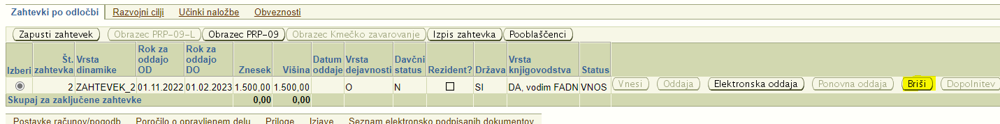 Zahtevki po odločbi Razvojni cilji Učinki naložbe Obveznosti
Zapusti zahtevek Obrazec PRP-09-L Obrazec PRP-09 Obrazec Kmečko zavarovanje Izpis zahtevka Pooblaščenci
Izberi Št. zahtevka Vrsta dinamike Rok za oddajo OD Rok za oddajo DO Znesek Višina Datum oddaje Vrsta dejavnosti Davčni status Rezident? Država Vrsta knjigovodstva Status
2 ZAHTEVEK_2 01.11.2022 01.02.2023 1.500,00 1.500,00 O N SI DA, vodim FADN VNOS Vnesi Oddaja Elektronska oddaja Ponovna oddaja Briši Dopolnitev
Skupaj za zaključene zahtevke 0,00 0,00
Postavke računov/pogodb Poročilo o opravljenem delu Priloge Izjave Seznam elektronsko podpisanih dokumentov